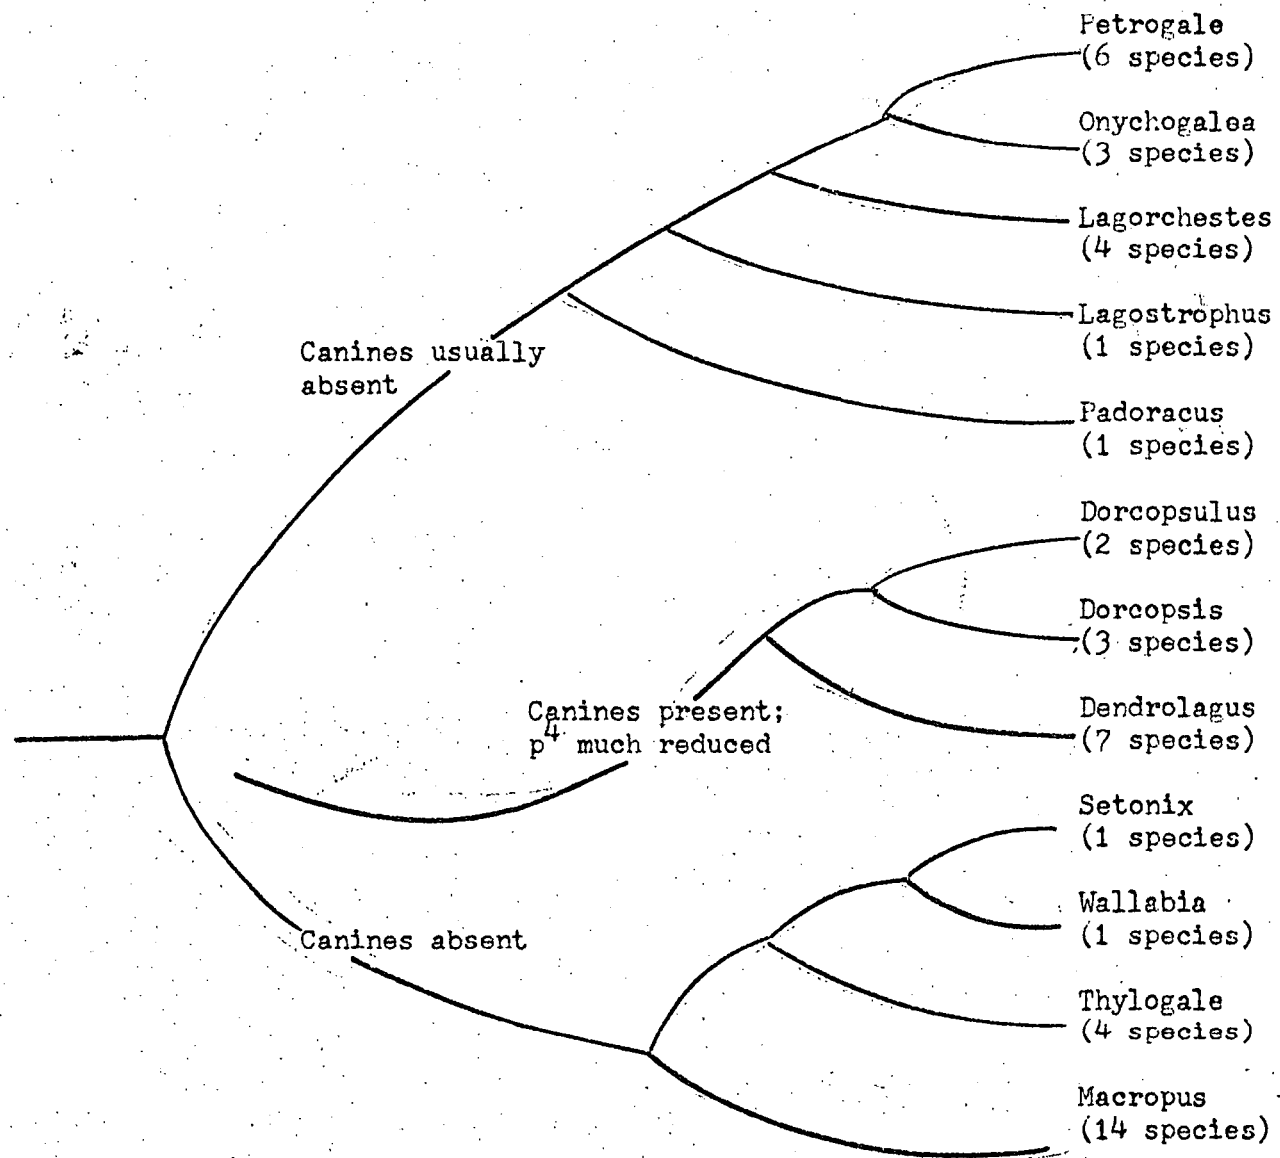 Petrogale
(6 species)
Onychogalea
(3 species)
Lagorchestes
(4 species)
Lagostrophus
(1 species)
Canines usually
absent
Padoracus
(1 species)
Dorcopsulus
(2 species)
Dorcopsis
(3 species)
Canines present;
p⁴ much reduced
Dendrolagus
(7 species)
Setonix
(1 species)
Wallabia
(1 species)
Canines absent
Thylogale
(4 species)
Macropus
(14 species)